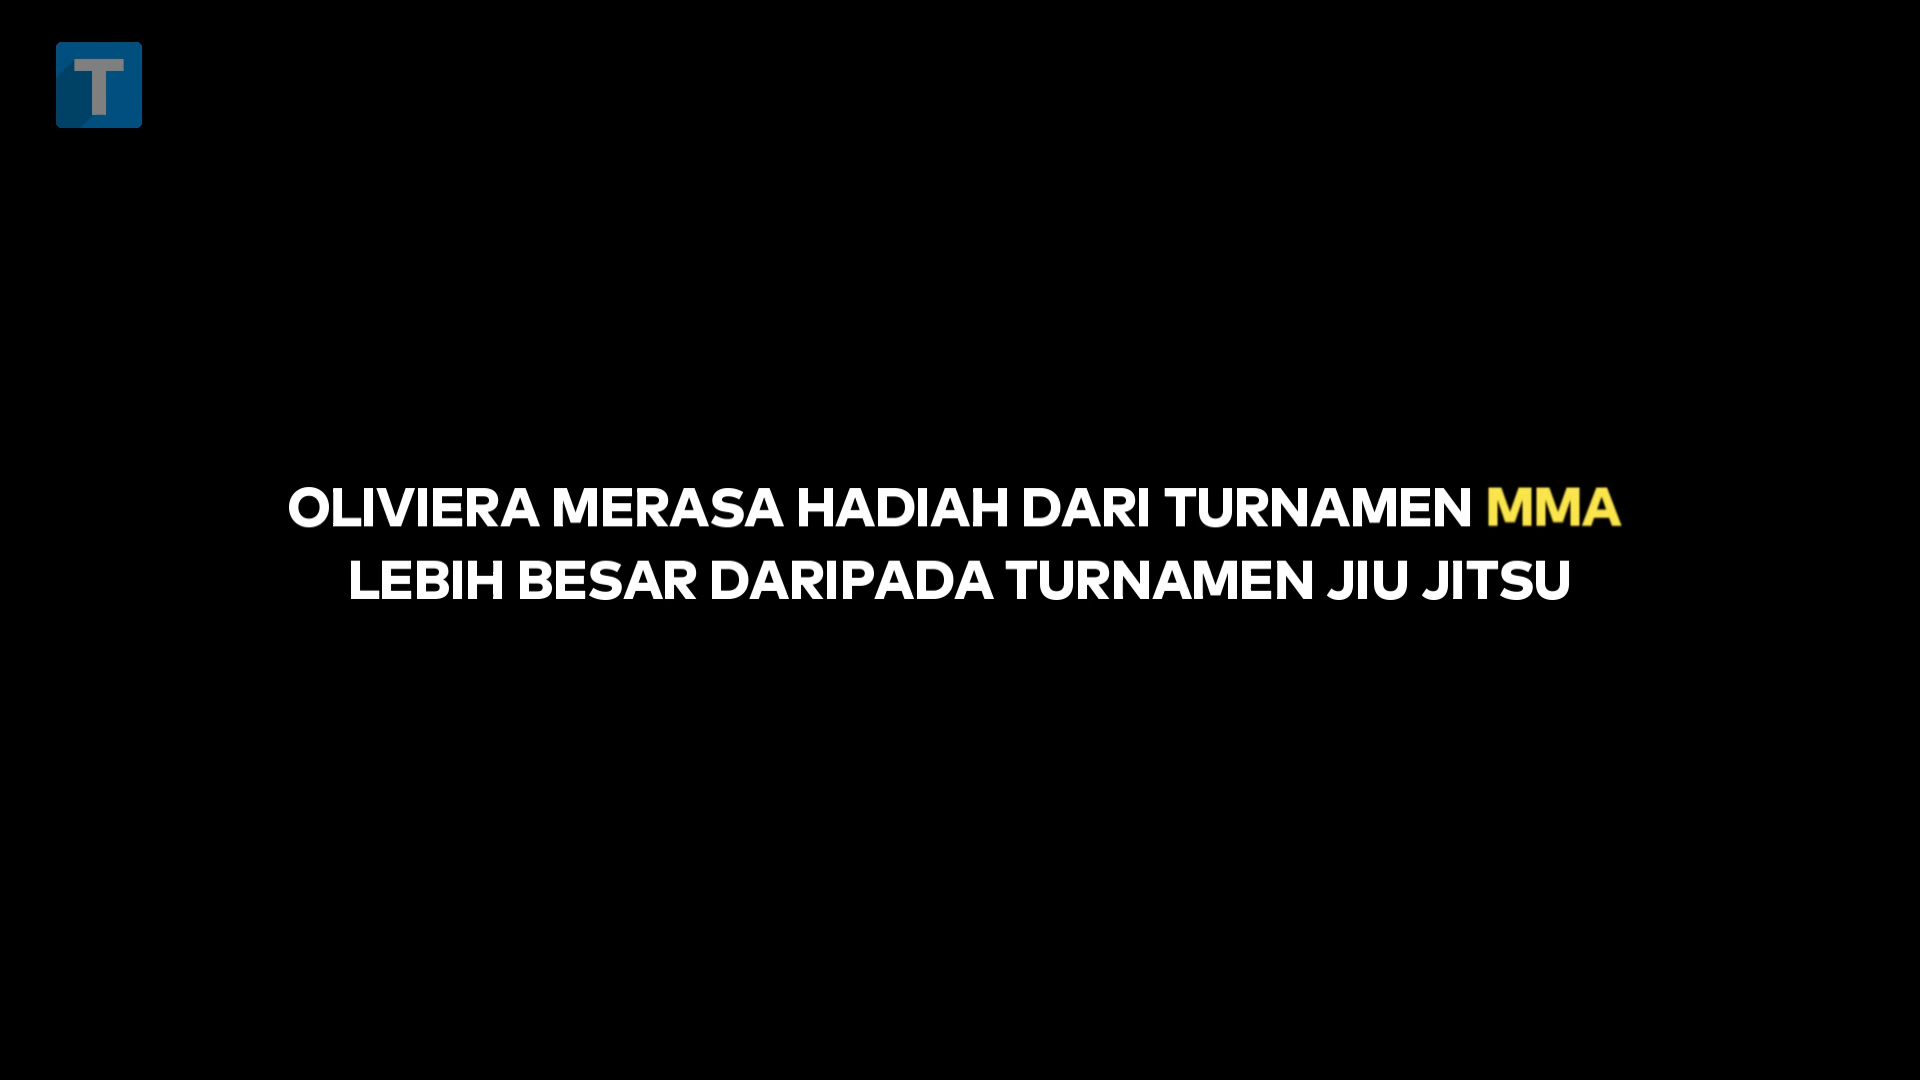 T
OLIVIERA MERASA HADIAH DARI TURNAMEN MMA
LEBIH BESAR DARIPADA TURNAMEN JIU JITSU